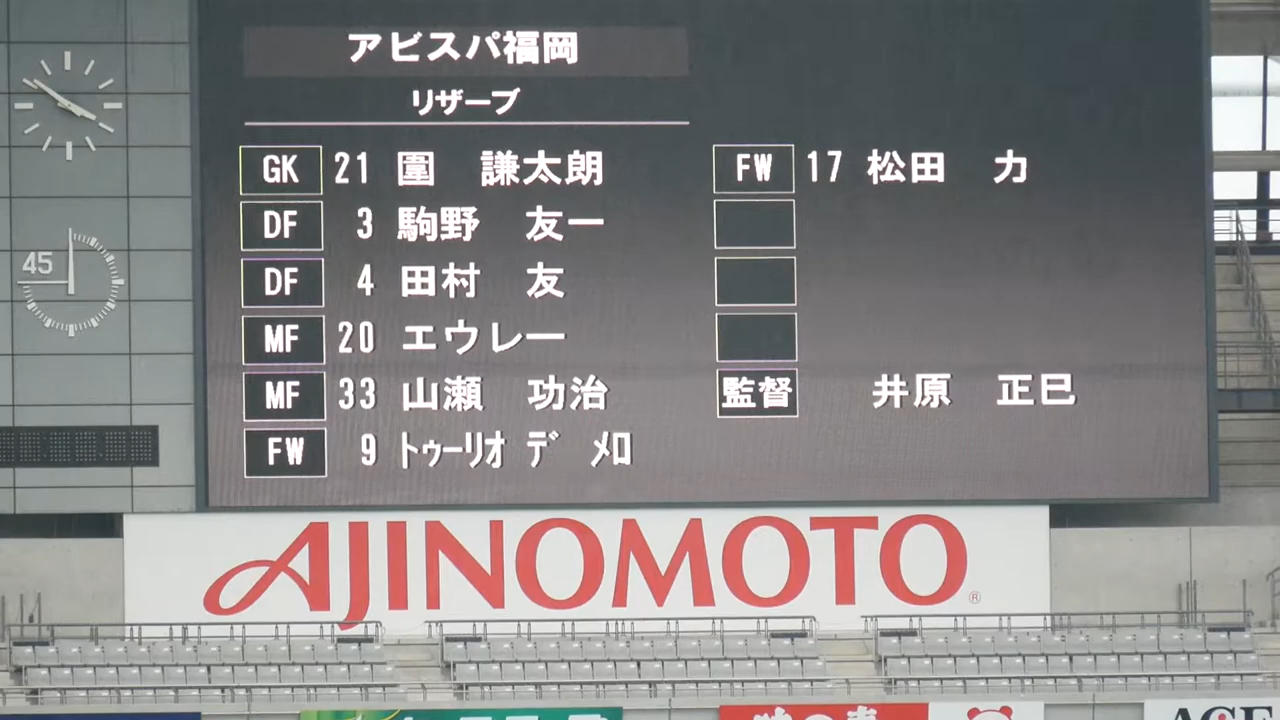 アビスパ福岡
リザーブ
GK 21 圍 謙太朗
DF 3 駒野 友一
DF 4 田村 友
MF 20 エウレー
MF 33 山瀬 功治
FW 9 トゥーリオ デ メロ
FW 17 松田 力
監督 井原 正巳
45
AJINOMOTO®